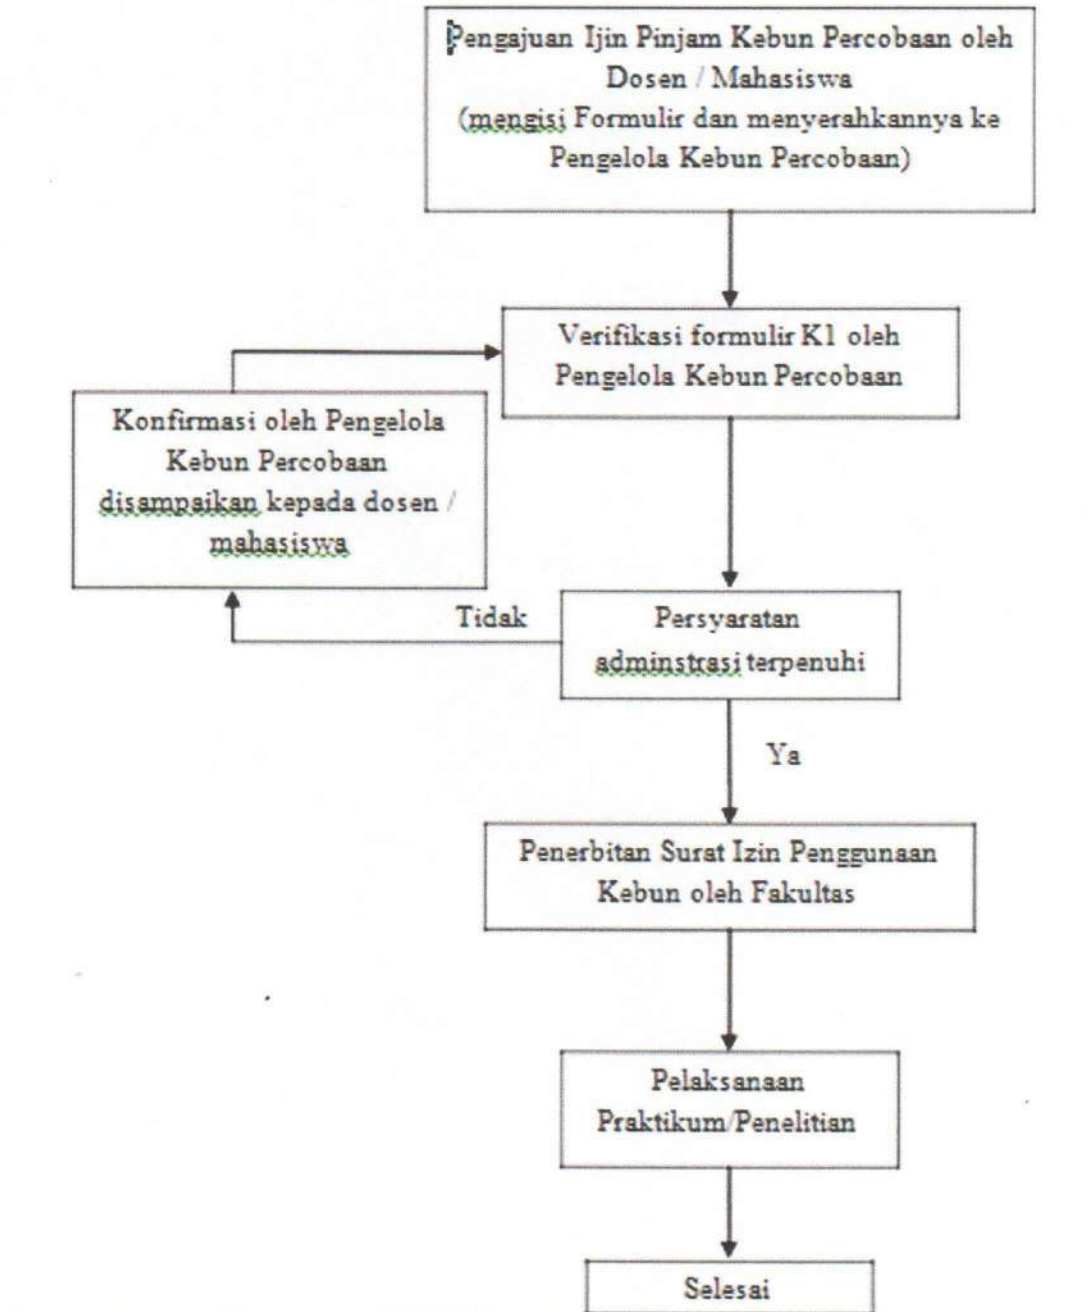 Pengajuan Ijin Pinjam Kebun Percobaan oleh
Dosen / Mahasiswa
(mengisi Formulir dan menyerahkannya ke
Pengelola Kebun Percobaan)
Verifikasi formulir K1 oleh
Pengelola Kebun Percobaan
Konfirmasi oleh Pengelola
Kebun Percobaan
disampaikan kepada dosen /
mahasiswa
Tidak
Persyaratan
adminstrasi terpenuhi
Ya
Penerbitan Surat Izin Penggunaan
Kebun oleh Fakultas
Pelaksanaan
Praktikum/Penelitian
Selesai